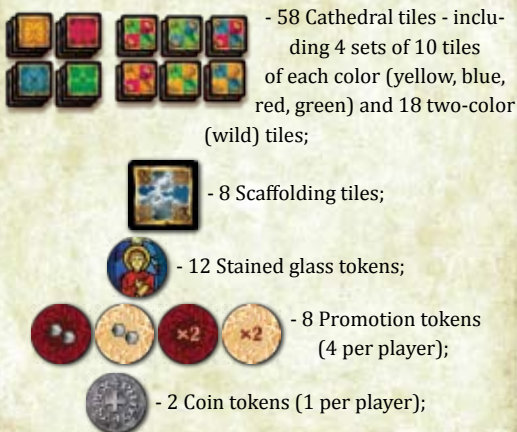 - 58 Cathedral tiles - inclu-
ding 4 sets of 10 tiles
of each color (yellow, blue,
red, green) and 18 two-color
(wild) tiles;
- 8 Scaffolding tiles;
- 12 Stained glass tokens;
×2 ×2
- 8 Promotion tokens
(4 per player);
- 2 Coin tokens (1 per player);